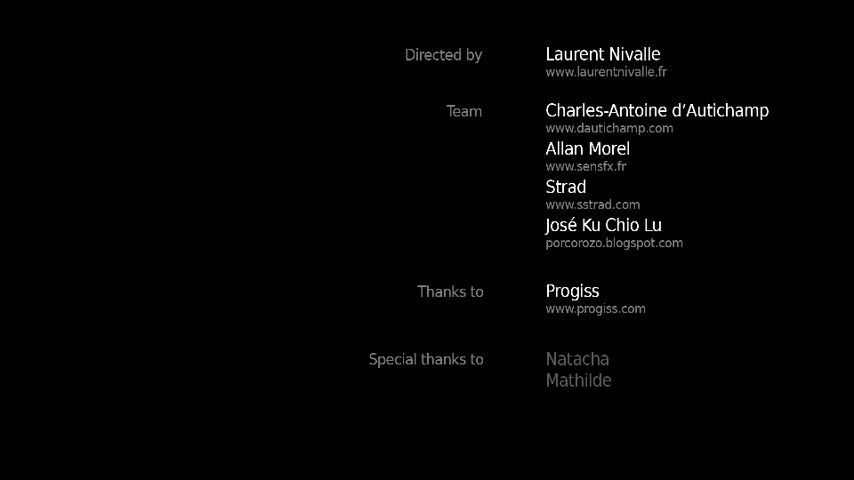 Directed by Laurent Nivalle
www.laurentnivalle.fr
Team Charles-Antoine d'Autichamp
www.dautichamp.com
Allan Morel
www.sensfx.fr
Strad
www.sstrad.com
José Ku Chio Lu
porcorozo.blogspot.com
Thanks to Progiss
www.progiss.com
Special thanks to Natacha
Mathilde